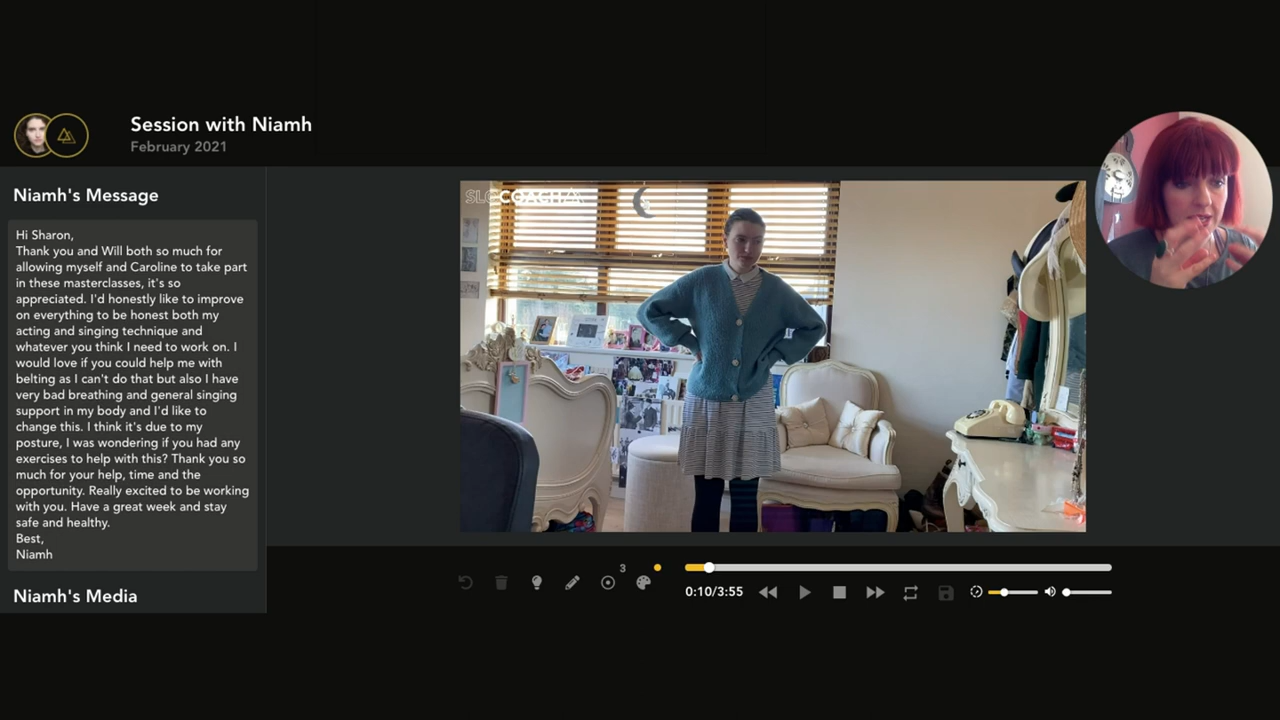 Session with Niamh
February 2021
Niamh's Message
Hi Sharon,
Thank you and Will both so much for
allowing myself and Caroline to take part
in these masterclasses, it's so
appreciated. I'd honestly like to improve
on everything to be honest both my
acting and singing technique and
whatever you think I need to work on. I
would love if you could help me with
belting as I can't do that but also I have
very bad breathing and general singing
support in my body and I'd like to
change this. I think it's due to my
posture, I was wondering if you had any
exercises to help with this? Thank you so
much for your help, time and the
opportunity. Really excited to be working
with you. Have a great week and stay
safe and healthy.
Best,
Niamh
Niamh's Media
SLOCOACH
3
0:10/3:55